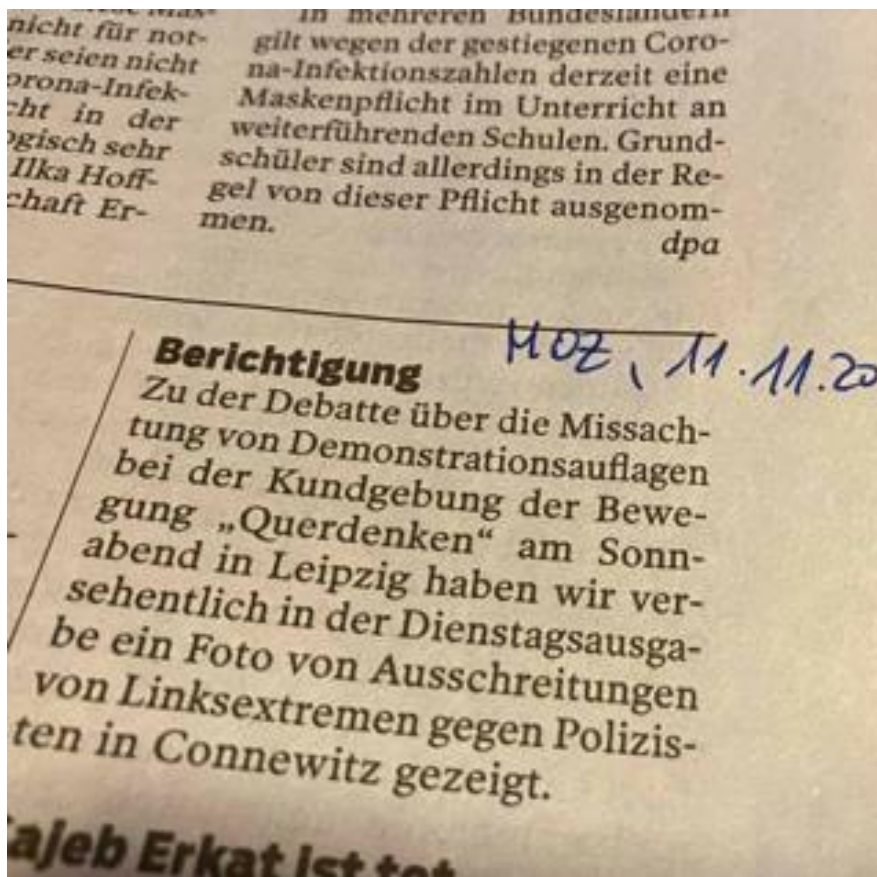 nicht für not-
er seien nicht
orona-Infek-
cht in der
ogisch sehr
Ilka Hoff-
chaft Er-
In mehreren Bundesländern
gilt wegen der gestiegenen Coro-
na-Infektionszahlen derzeit eine
Maskenpflicht im Unterricht an
weiterführenden Schulen. Grund-
schüler sind allerdings in der Re-
gel von dieser Pflicht ausgenom-
men.
dpa
MOZ, 11.11.20
Berichtigung
Zu der Debatte über die Missach-
tung von Demonstrationsauflagen
bei der Kundgebung der Bewe-
gung „Querdenken“ am Sonn-
abend in Leipzig haben wir ver-
sehentlich in der Dienstagsausga-
be ein Foto von Ausschreitungen
von Linksextremen gegen Polizis-
ten in Connewitz gezeigt.
ajeb Erkat ist tot